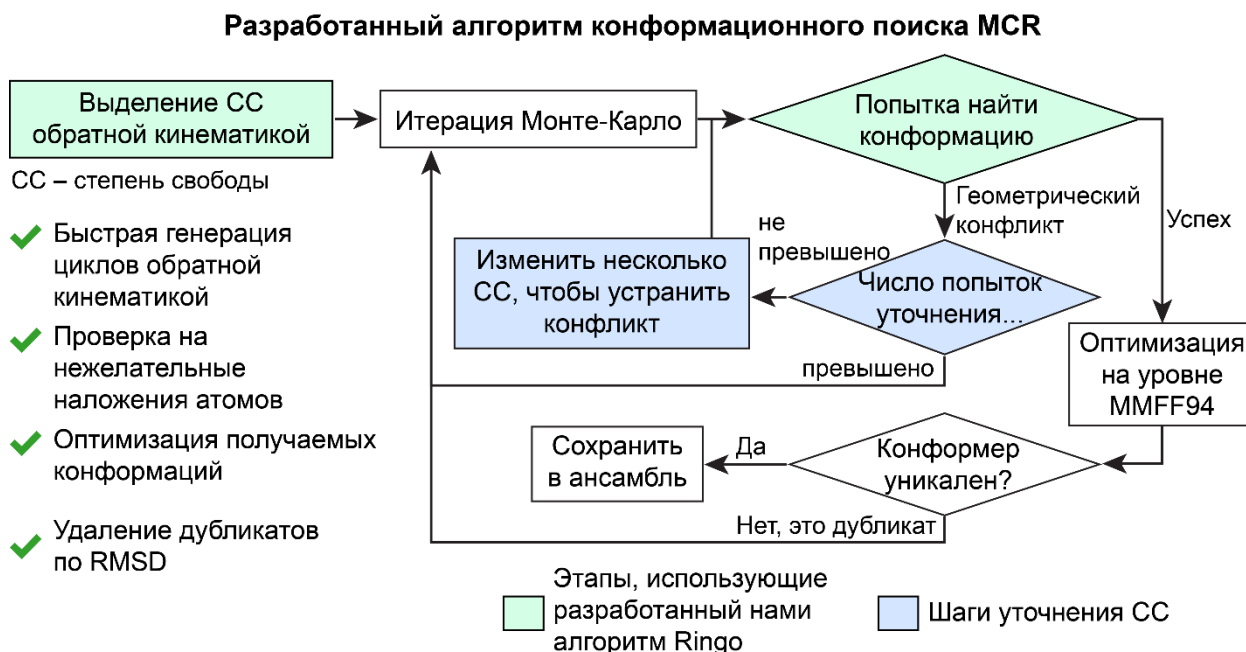 Разработанный алгоритм конформационного поиска MCR
Выделение СС
обратной кинематикой
Итерация Монте-Карло
Попытка найти
конформацию
СС – степень свободы
Геометрический
конфликт
Успех
не
превышено
Изменить несколько
СС, чтобы устранить
конфликт
Число попыток
уточнения...
превышено
Оптимизация
на уровне
MMFF94
Быстрая генерация
циклов обратной
кинематикой
Проверка на
нежелательные
наложения атомов
Оптимизация получаемых
конформаций
Удаление дубликатов
по RMSD
Сохранить
в ансамбль
Да
Конформер
уникален?
Нет, это дубликат
Этапы, использующие
разработанный нами
алгоритм Ringo
Шаги уточнения СС